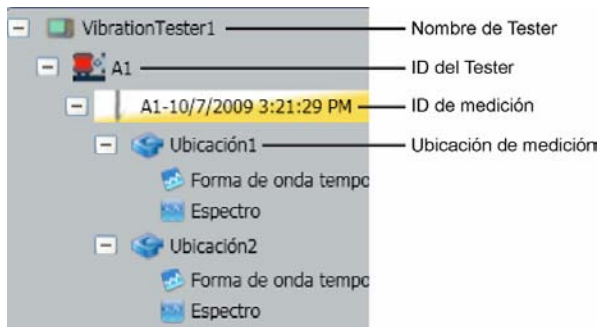 VibrationTester1 Nombre de Tester
A1 ID del Tester
A1-10/7/2009 3:21:29 PM ID de medición
Ubicación1 Ubicación de medición
Forma de onda tempo
Espectro
Ubicación2
Forma de onda tempo
Espectro